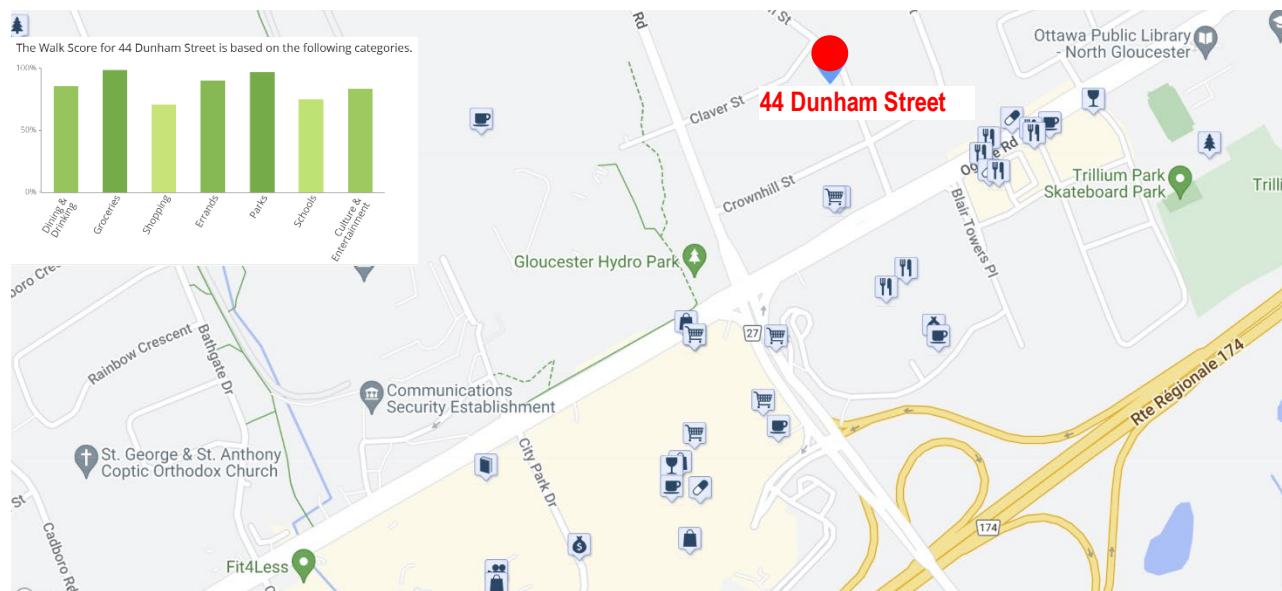 The Walk Score for 44 Dunham Street is based on the following categories.
100%
50%
0%
Dining &
Drinking
Groceries
Shopping
Errands
Parks
Schools
Culture &
Entertainment
Rd
St
44 Dunham Street
Claver St
Ottawa Public Library
- North Gloucester
Crownhill St
Trillium Park
Skateboard Park
Trilli
Blair Towers Pl
Gloucester Hydro Park
27
Rainbow Crescent
Bathgate Dr
Communications
Security Establishment
Rte Régionale 174
St. George & St. Anthony
Coptic Orthodox Church
City Park Dr
St
Cadboro Rd
174
Fit4Less